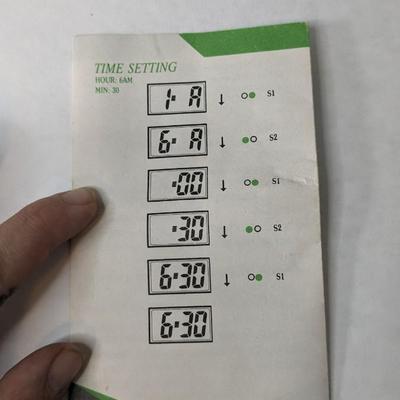 TIME SETTING
HOUR: 6AM
MIN: 30
1: A ↓ S1
6: A ↓ S2
:00 ↓ S1
:30 ↓ S2
6:30 ↓ S1
6:30